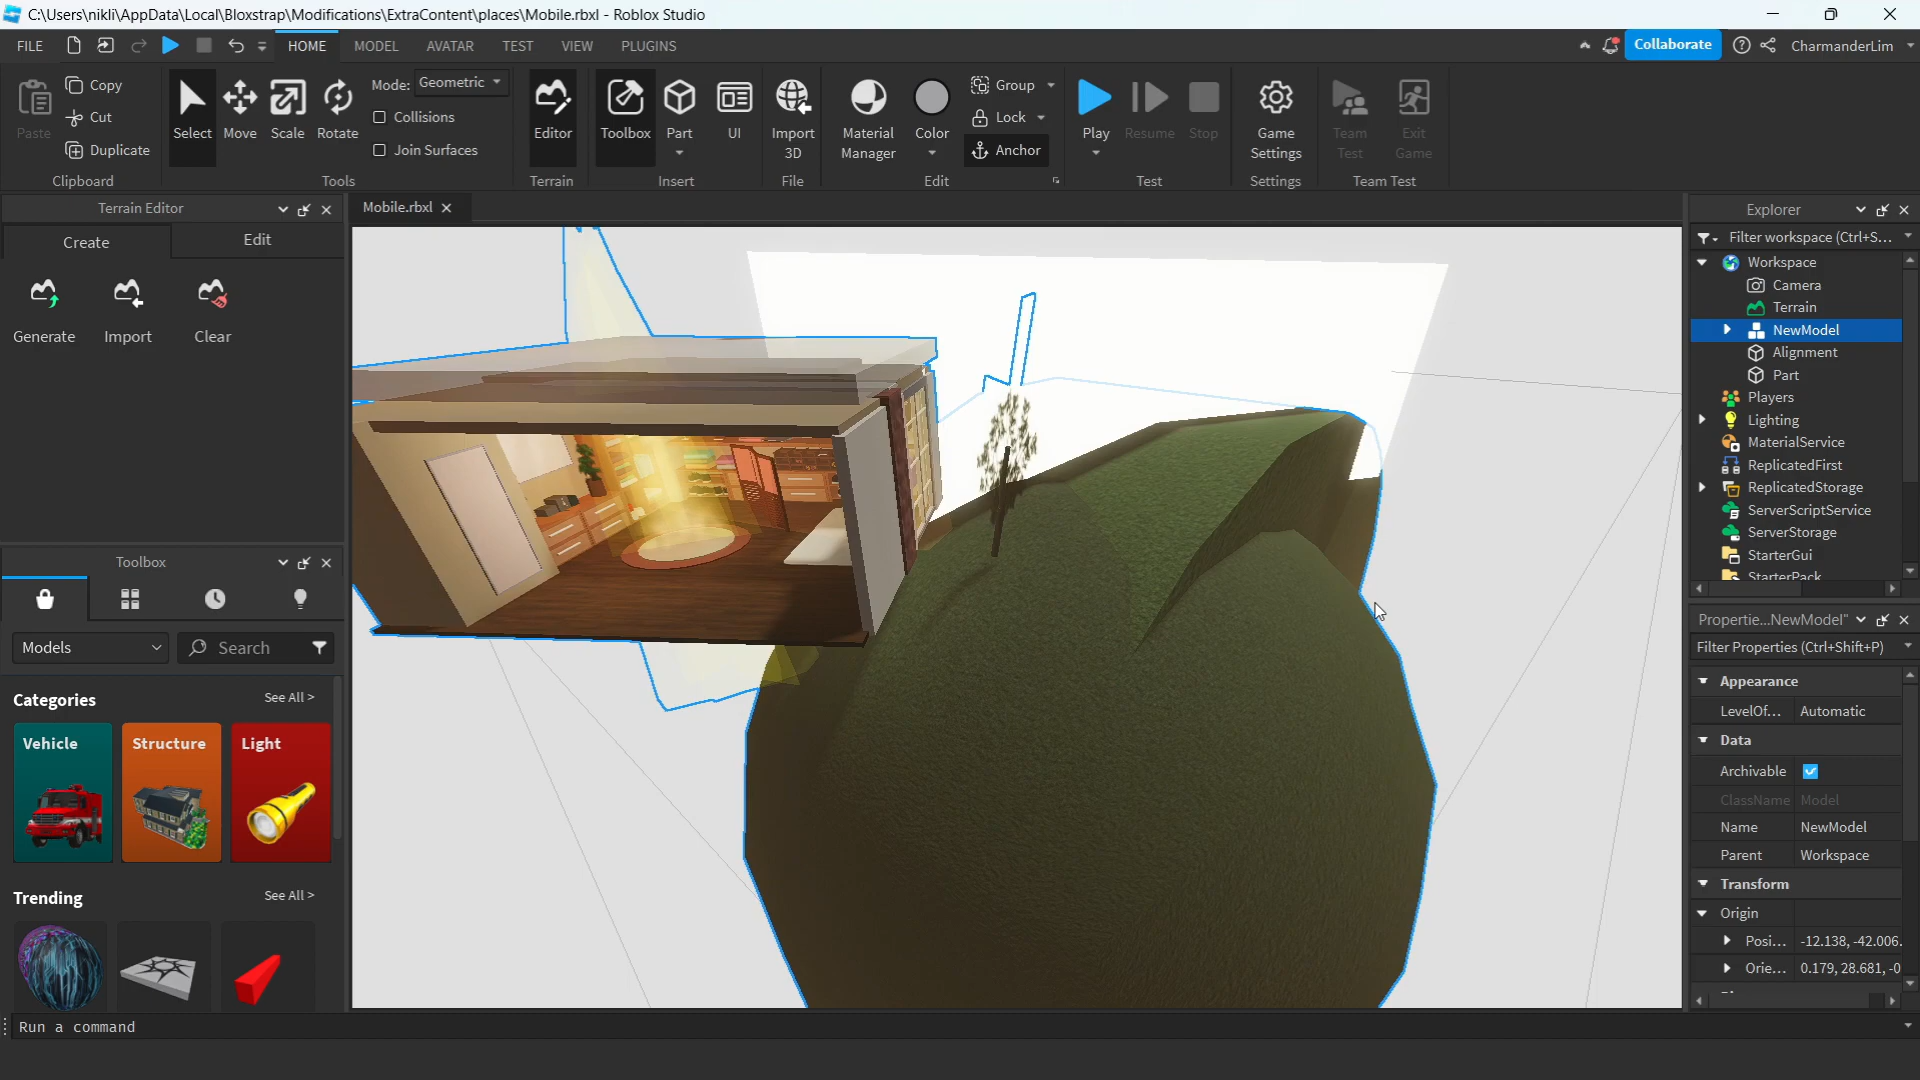 C:\Users\nikli\AppData\Local\Bloxstrap\Modifications\ExtraContent\places\Mobile.rbxl - Roblox Studio
FILE
HOME
MODEL
AVATAR
TEST
VIEW
PLUGINS
Collaborate
CharmanderLim
Paste
Copy
Cut
Duplicate
Clipboard
Select
Move
Scale
Rotate
Mode: Geometric
Collisions
Join Surfaces
Tools
Editor
Terrain
Toolbox
Part
UI
Insert
Import
3D
File
Material
Manager
Color
Group
Lock
Anchor
Edit
Play
Resume
Stop
Test
Game
Settings
Settings
Team
Test
Exit
Game
Team Test
Terrain Editor
Create
Edit
Generate
Import
Clear
Mobile.rbxl
Toolbox
Models
Search
Categories
See All >
Vehicle
Structure
Light
Trending
See All >
Run a command
Explorer
Filter workspace (Ctrl+S...
Workspace
Camera
Terrain
NewModel
Alignment
Part
Players
Lighting
MaterialService
ReplicatedFirst
ReplicatedStorage
ServerScriptService
ServerStorage
StarterGui
StarterPack
Propertie...NewModel"
Filter Properties (Ctrl+Shift+P)
Appearance
LevelOf... Automatic
Data
Archivable
ClassName Model
Name NewModel
Parent Workspace
Transform
Origin
Posi... -12.138, -42.006.
Orie... 0.179, 28.681, -0